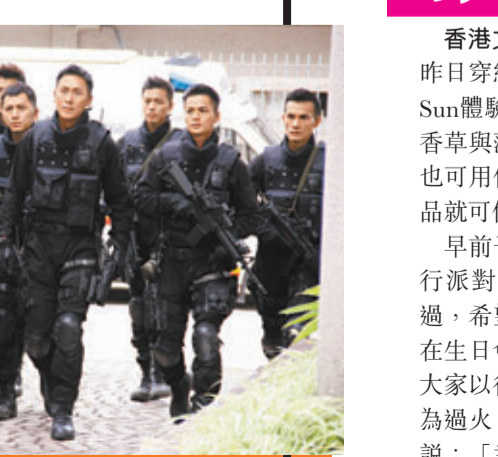 香港文
昨日穿
Sun體驗
香草與
也可用
品就可
早前
行派對
過，希望
在生日
大家以
為過火
說：「